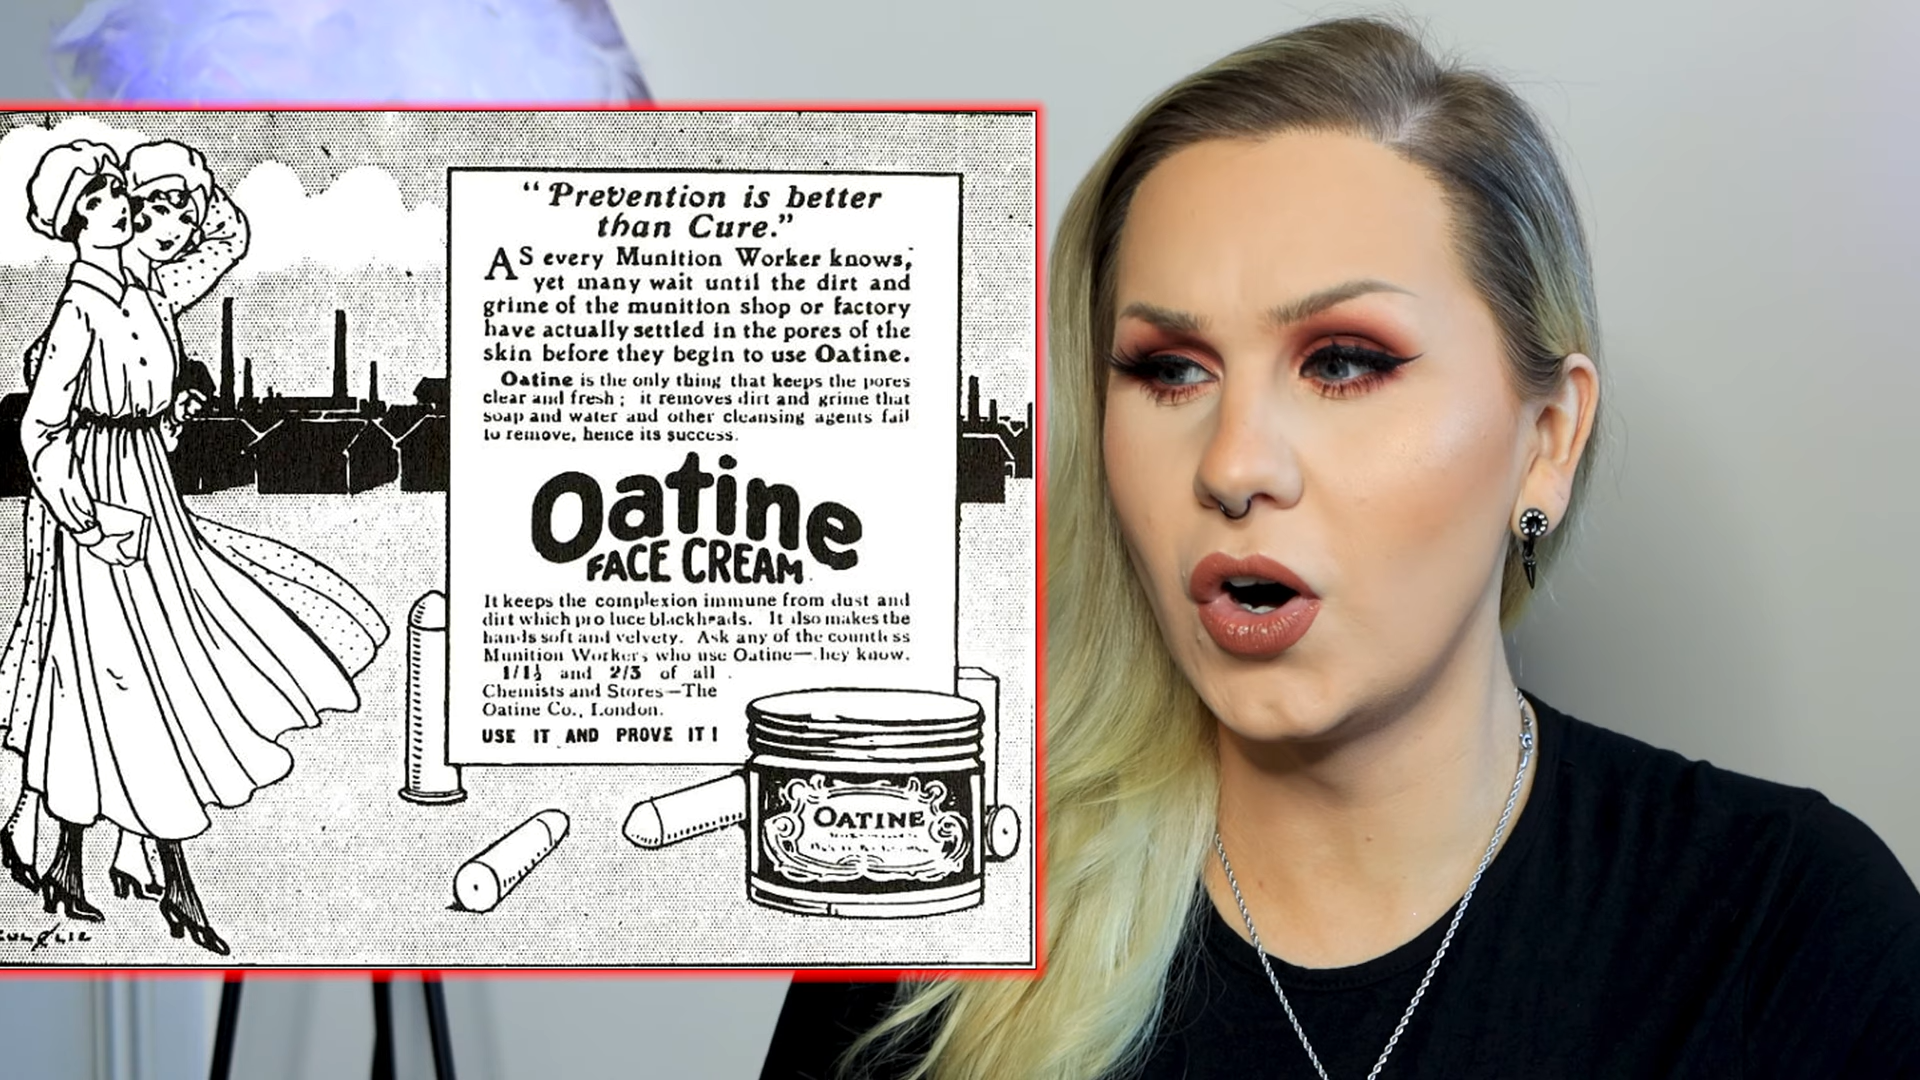 "Prevention is better
than Cure."
AS every Munition Worker knows,
yet many wait until the dirt and
grime of the munition shop or factory
have actually settled in the pores of the
skin before they begin to use Oatine.
Oatine is the only thing that keeps the pores
clear and fresh; it removes dirt and grime that
soap and water and other cleansing agents fail
to remove, hence its success.
Oatine
FACE CREAM
It keeps the complexion immune from dust and
dirt which pro luce blackheads. It also makes the
hands soft and velvety. Ask any of the countless
Munition Workers who use Oatine—hey know.
1/1½ and 2/3 of all
Chemists and Stores—The
Oatine Co., London.
USE IT AND PROVE IT!
OATINE